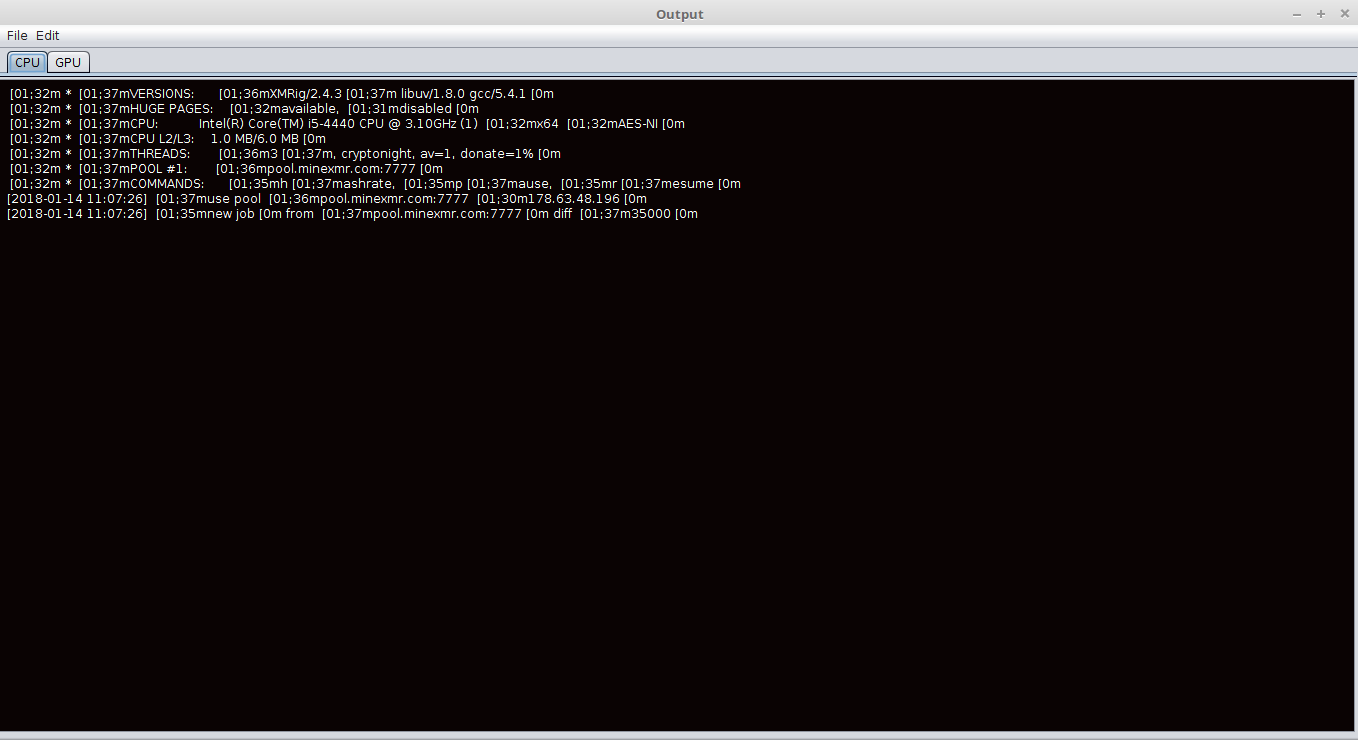 Output
File Edit
CPU GPU
[01;32m * [01;37mVERSIONS: [01;36mXMRig/2.4.3 [01;37m libuv/1.8.0 gcc/5.4.1 [0m
[01;32m * [01;37mHUGE PAGES: [01;32mavailable, [01;31mdisabled [0m
[01;32m * [01;37mCPU: Intel(R) Core(TM) i5-4440 CPU @ 3.10GHz (1) [01;32mx64 [01;32mAES-NI [0m
[01;32m * [01;37mCPU L2/L3: 1.0 MB/6.0 MB [0m
[01;32m * [01;37mTHREADS: [01;36m3 [01;37m, cryptonight, av=1, donate=1% [0m
[01;32m * [01;37mPOOL #1: [01;36mpool.minexmr.com:7777 [0m
[01;32m * [01;37mCOMMANDS: [01;35mh [01;37mashrate, [01;35mp [01;37mause, [01;35mr [01;37mesume [0m
[2018-01-14 11:07:26] [01;37muse pool [01;36mpool.minexmr.com:7777 [01;30m178.63.48.196 [0m
[2018-01-14 11:07:26] [01;35mnew job [0m from [01;37mpool.minexmr.com:7777 [0m diff [01;37m35000 [0m